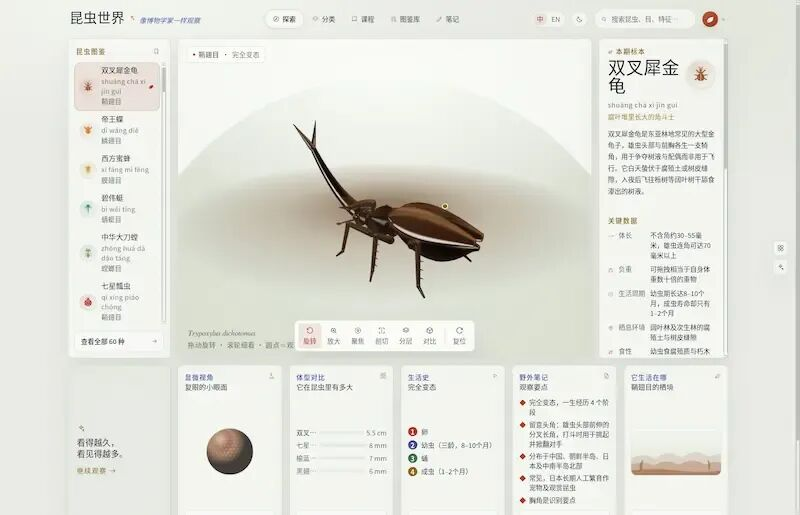 昆虫世界
像博物学家一样观察
探索
分类
课程
图鉴库
笔记
中 EN
搜索昆虫、目、特征…
昆虫图鉴
双叉犀金龟
shuāng chā xī
jīn guī
鞘翅目
帝王蝶
dì wáng dié
鳞翅目
西方蜜蜂
xī fāng mì fēng
膜翅目
碧伟蜓
bì wěi tíng
蜻蜓目
中华大刀螳
zhōng huá dà
dāo táng
螳螂目
七星瓢虫
qī xīng piáo
chóng
鞘翅目
查看全部 60 种 →
鞘翅目 · 完全变态
Trypoxylus dichotomus
拖动旋转 · 滚轮细看 · 圆点=观
旋转
放大
聚焦
分层
对比
复位
本期标本
双叉犀金
龟
shuāng chā xī jīn guī
腐叶堆里长大的角斗士
双叉犀金龟是东亚林地常见的大型金
龟子，雄虫头部与前胸各生一支犄
角，用于争夺树液与配偶而非用于飞
行。它白天蛰伏于腐殖土或树皮缝
隙，入夜后飞往栎树等阔叶树干舔食
渗出的树液。
关键数据
体长
不含角约30–55毫
米，雄虫连角可达70
毫米以上
负重
可拖拽相当于自身体
重数十倍的重物
生活周期
幼虫期长达8–10个
月，成虫寿命却只有
1–2个月
栖息环境
阔叶林及次生林的腐
殖土与树皮缝
食性
幼虫食腐殖质与朽木
看得越久，
看见得越多。
继续观察 →
显微视角
复眼的小眼面
体型对比
它在昆虫里有多大
双叉…
5.5 cm
七星…
8 mm
榆蓝…
7 mm
黑翅…
6 mm
生活史
完全变态
1 卵
2 幼虫（三龄，8–10个月）
3 蛹
4 成虫（1–2个月）
野外笔记
观察要点
完全变态，一生经历 4 个阶
段
留意头角：雄虫头部前伸的
分叉长角，打斗时用于挑起
并掀翻对手
分布于中国、朝鲜半岛、日
本及中南半岛北部
常见，日本长期人工繁育作
宠物及观赏昆虫
胸角是识别要点
它生活在哪
鞘翅目的栖境